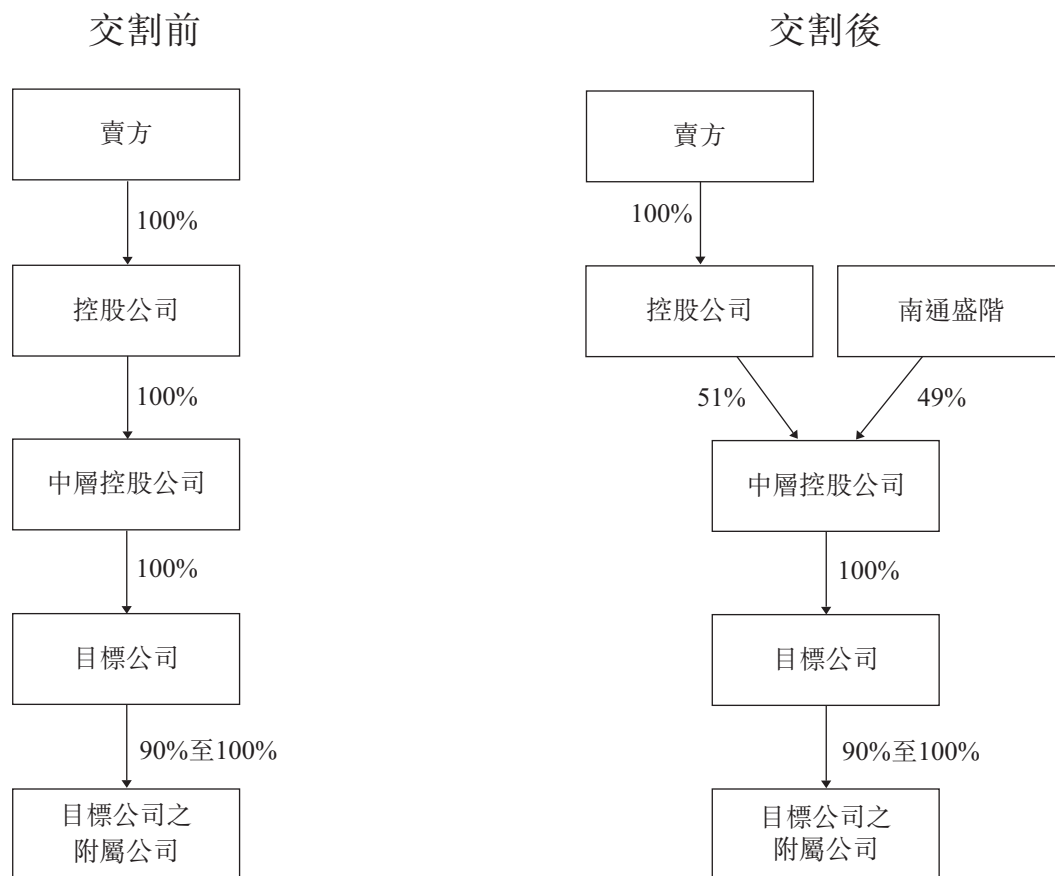 交割前
賣方
100%
控股公司
100%
中層控股公司
100%
目標公司
90%至100%
目標公司之
附屬公司
交割後
賣方
100%
控股公司
南通盛階
51%
49%
中層控股公司
100%
目標公司
90%至100%
目標公司之
附屬公司